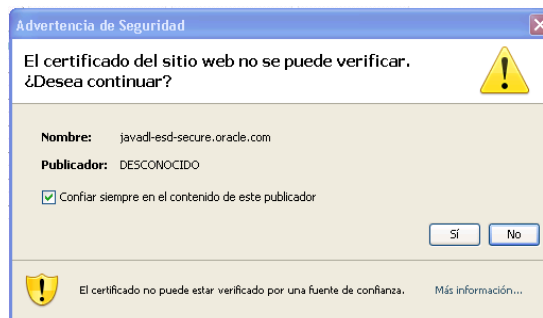 Advertencia de Seguridad
El certificado del sitio web no se puede verificar.
¿Desea continuar?
Nombre: javadl-esd-secure.oracle.com
Publicador: DESCONOCIDO
Confiar siempre en el contenido de este publicador
Sí No
El certificado no puede estar verificado por una fuente de confianza. Más información...